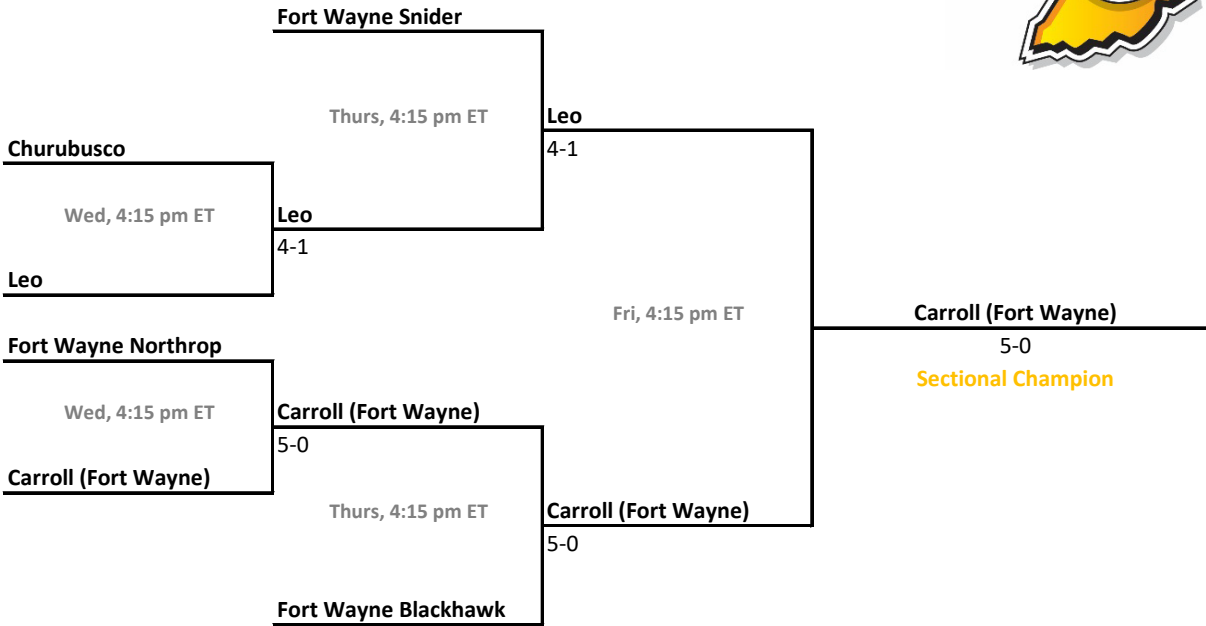 Fort Wayne Snider
Thurs, 4:15 pm ET
Leo
4-1
Churubusco
Wed, 4:15 pm ET
Leo
4-1
Leo
Fri, 4:15 pm ET
Carroll (Fort Wayne)
5-0
Sectional Champion
Fort Wayne Northrop
Wed, 4:15 pm ET
Carroll (Fort Wayne)
5-0
Carroll (Fort Wayne)
Thurs, 4:15 pm ET
Carroll (Fort Wayne)
5-0
Fort Wayne Blackhawk